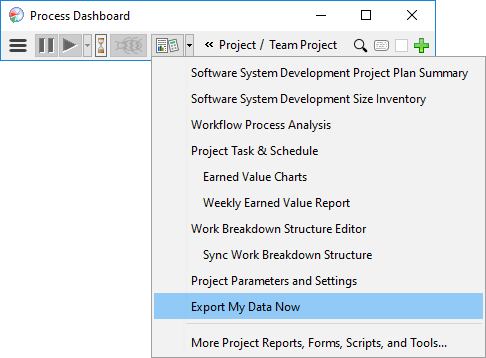 Process Dashboard
« Project / Team Project
Software System Development Project Plan Summary
Software System Development Size Inventory
Workflow Process Analysis
Project Task & Schedule
Earned Value Charts
Weekly Earned Value Report
Work Breakdown Structure Editor
Sync Work Breakdown Structure
Project Parameters and Settings
Export My Data Now
More Project Reports, Forms, Scripts, and Tools...